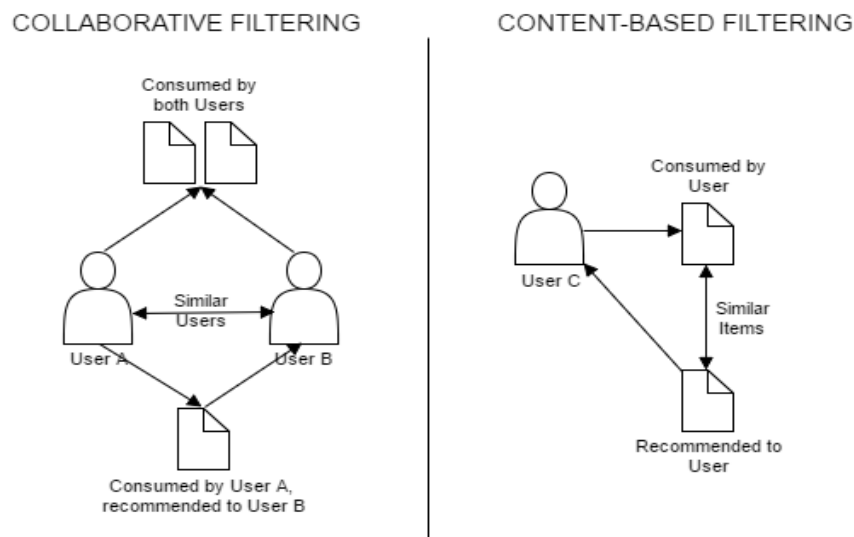 COLLABORATIVE FILTERING
Consumed by
both Users
Similar
Users
User A
User B
Consumed by User A,
recommended to User B
CONTENT-BASED FILTERING
Consumed by
User
User C
Similar
Items
Recommended to
User